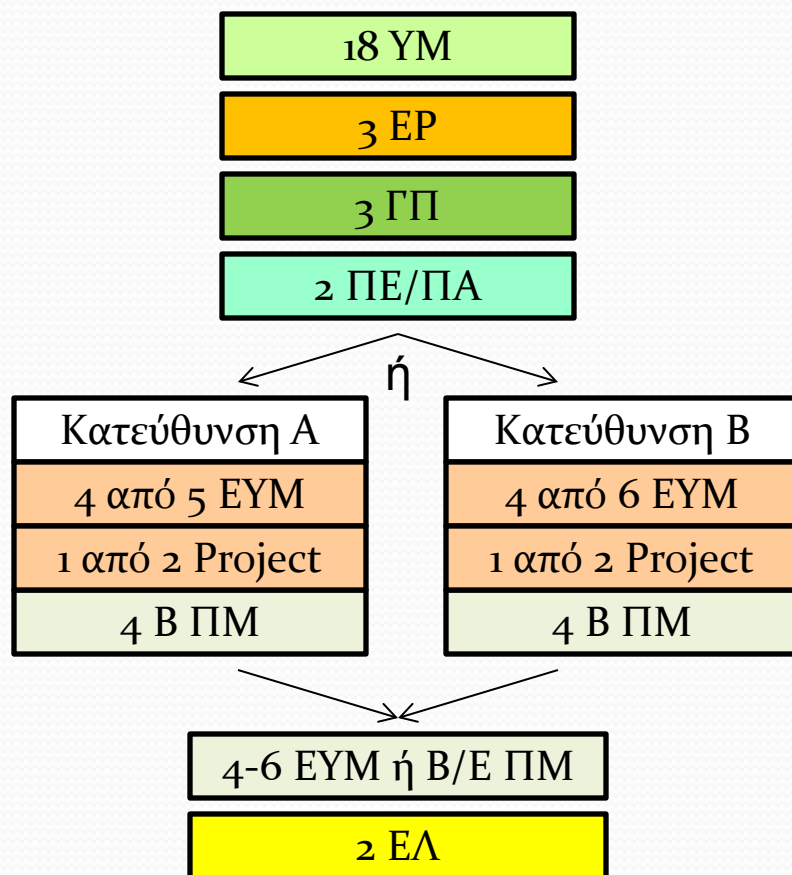 18 ΥΜ
3 ΕΡ
3 ΓΠ
2 ΠΕ/ΠΑ
ή
Κατεύθυνση Α
4 από 5 ΕΥΜ
1 από 2 Project
4 Β ΠΜ
Κατεύθυνση Β
4 από 6 ΕΥΜ
1 από 2 Project
4 Β ΠΜ
4-6 ΕΥΜ ή Β/Ε ΠΜ
2 ΕΛ